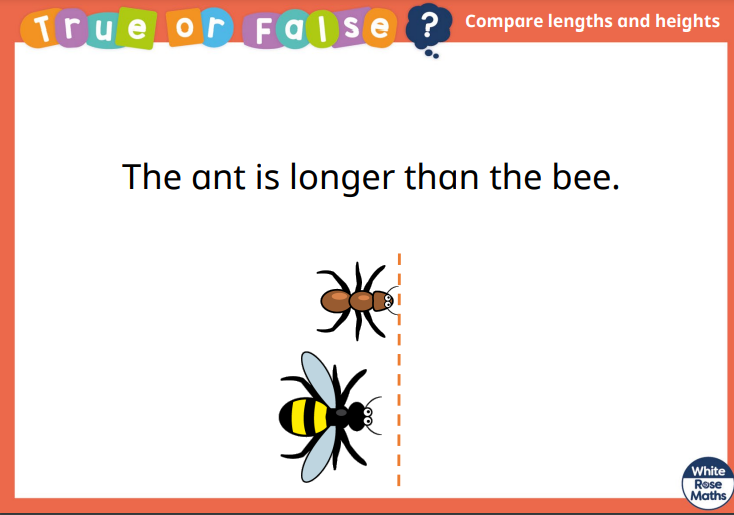 True or False ?
Compare lengths and heights
The ant is longer than the bee.
White
Rose
Maths